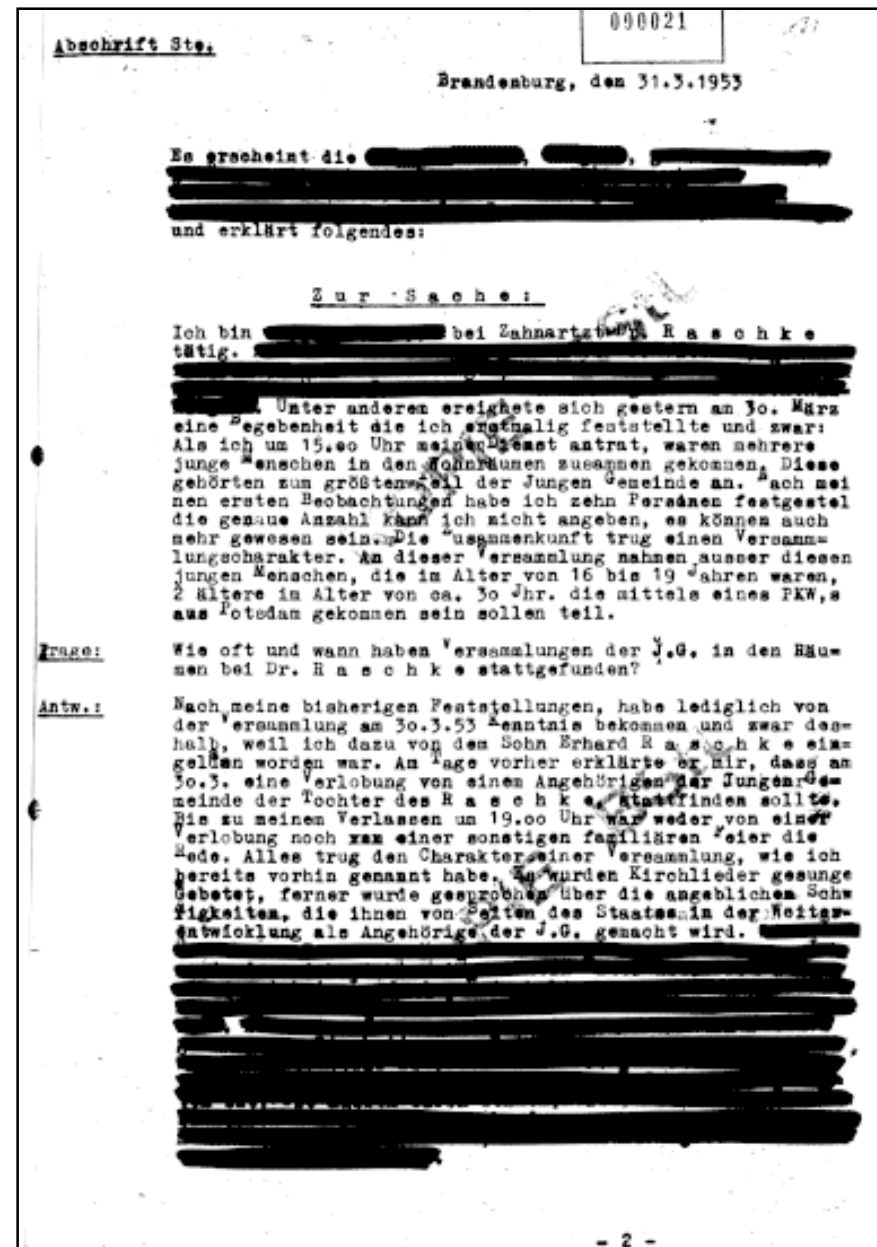 090021
Abschrift Ste.
Brandenburg, den 31.3.1953
Es erscheint die
und erklärt folgendes:
Zur Sache:
Ich bin bei Zahnarzt Dr. Raschke
tätig.
Unter anderem ereignete sich gestern am 30. März
eine Begebenheit die ich erstmalig feststellte und zwar:
Als ich um 15.oo Uhr meinen Dienst antrat, waren mehrere
junge Menschen in den Wohnräumen zusammen gekommen. Diese
gehörten zum größtenteil der Jungen Gemeinde an. Nach mei
nen ersten Beobachtungen habe ich zehn Personen festgestel
die genaue Anzahl kann ich nicht angeben, es können auch
mehr gewesen sein. Die Zusammenkunft trug einen Versamm=
lungscharakter. An dieser Versammlung nahmen ausser diesen
jungen Menschen, die im Alter von 16 bis 19 Jahren waren,
2 ältere im Alter von ca. 30 Jhr. die mittels eines PKW,s
aus Potsdam gekommen sein sollen teil.
Frage: Wie oft und wann haben Versammlungen der J.G. in den Räu=
men bei Dr. Raschke stattgefunden?
Antw.: Nach meine bisherigen Feststellungen, habe lediglich von
der Versammlung am 30.3.53 Kenntnis bekommen und zwar des=
halb, weil ich dazu von dem Sohn Erhard Raschke ein=
geladen worden war. Am Tage vorher erklärte er mir, dass am
30.3. eine Verlobung von einem Angehörigen der Jungen Ge=
meinde der Tochter des Raschke, stattfinden sollte.
Bis zu meinem Verlassen um 19.oo Uhr war weder von einer
Verlobung noch einer sonstigen familiären Feier die
Rede. Alles trug den Charakter einer Versammlung, wie ich
bereits vorhin genannt habe. Es wurden Kirchlieder gesunge
Gebetet, ferner wurde gesprochen über die angeblichen Schw
rigkeiten, die ihnen von Seiten des Staates in der Weiter=
entwicklung als Angehörige der J.G. gemacht wird.
- 2 -